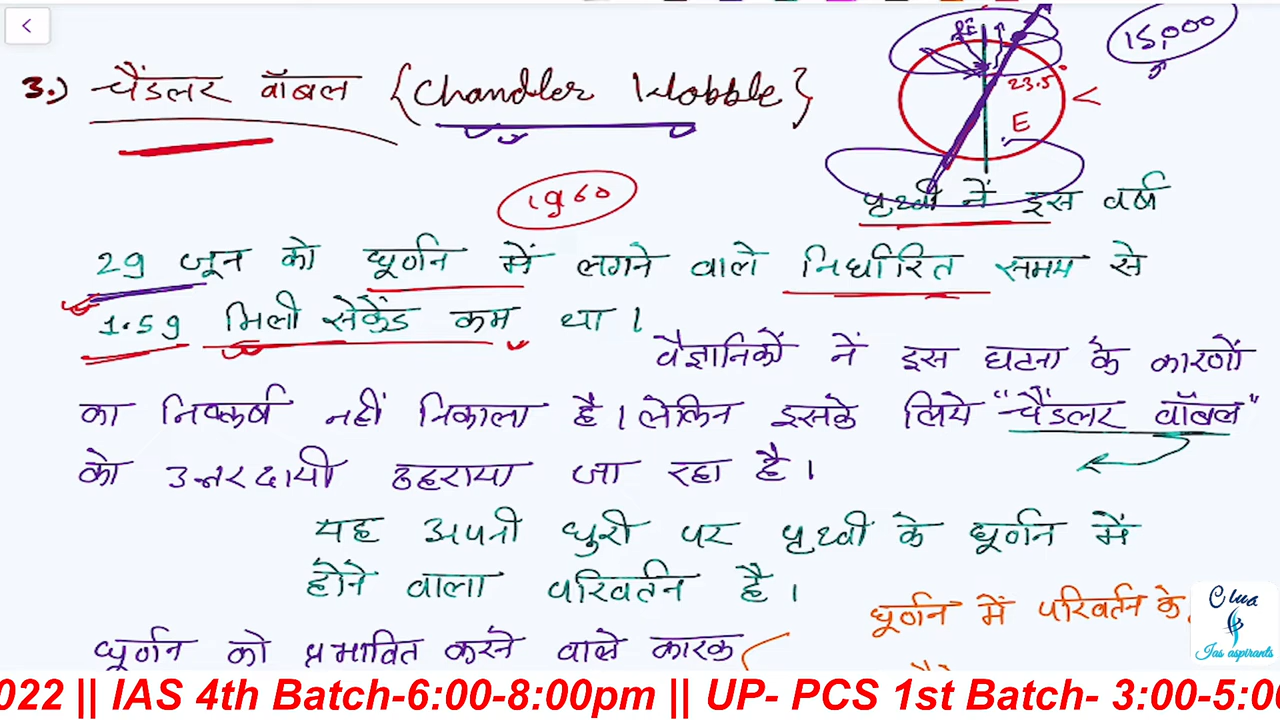 15,000
3.) चैंडलर वॉबल {Chandler Wobble}
23.5°
E
1960
पृथ्वी नें इस वर्ष
29 जून को घूर्णन में लगने वाले निर्धारित समय से
1.59 मिली सेकैंड कम था।
वैज्ञानिकों नें इस घटना के कारणों
का निष्कर्ष नहीं निकाला है। लेकिन इसके लिये "चैंडलर वॉबल"
को उत्तरदायी ठहराया जा रहा है।
यह अपनी धुरी पर पृथ्वी के घूर्णन में
होने वाला परिवर्तन है।
घूर्णन में परिवर्तन के
घूर्णन को प्रभावित करने वाले कारक
Clua
Ias aspirants
2022 || IAS 4th Batch-6:00-8:00pm || UP- PCS 1st Batch- 3:00-5:00